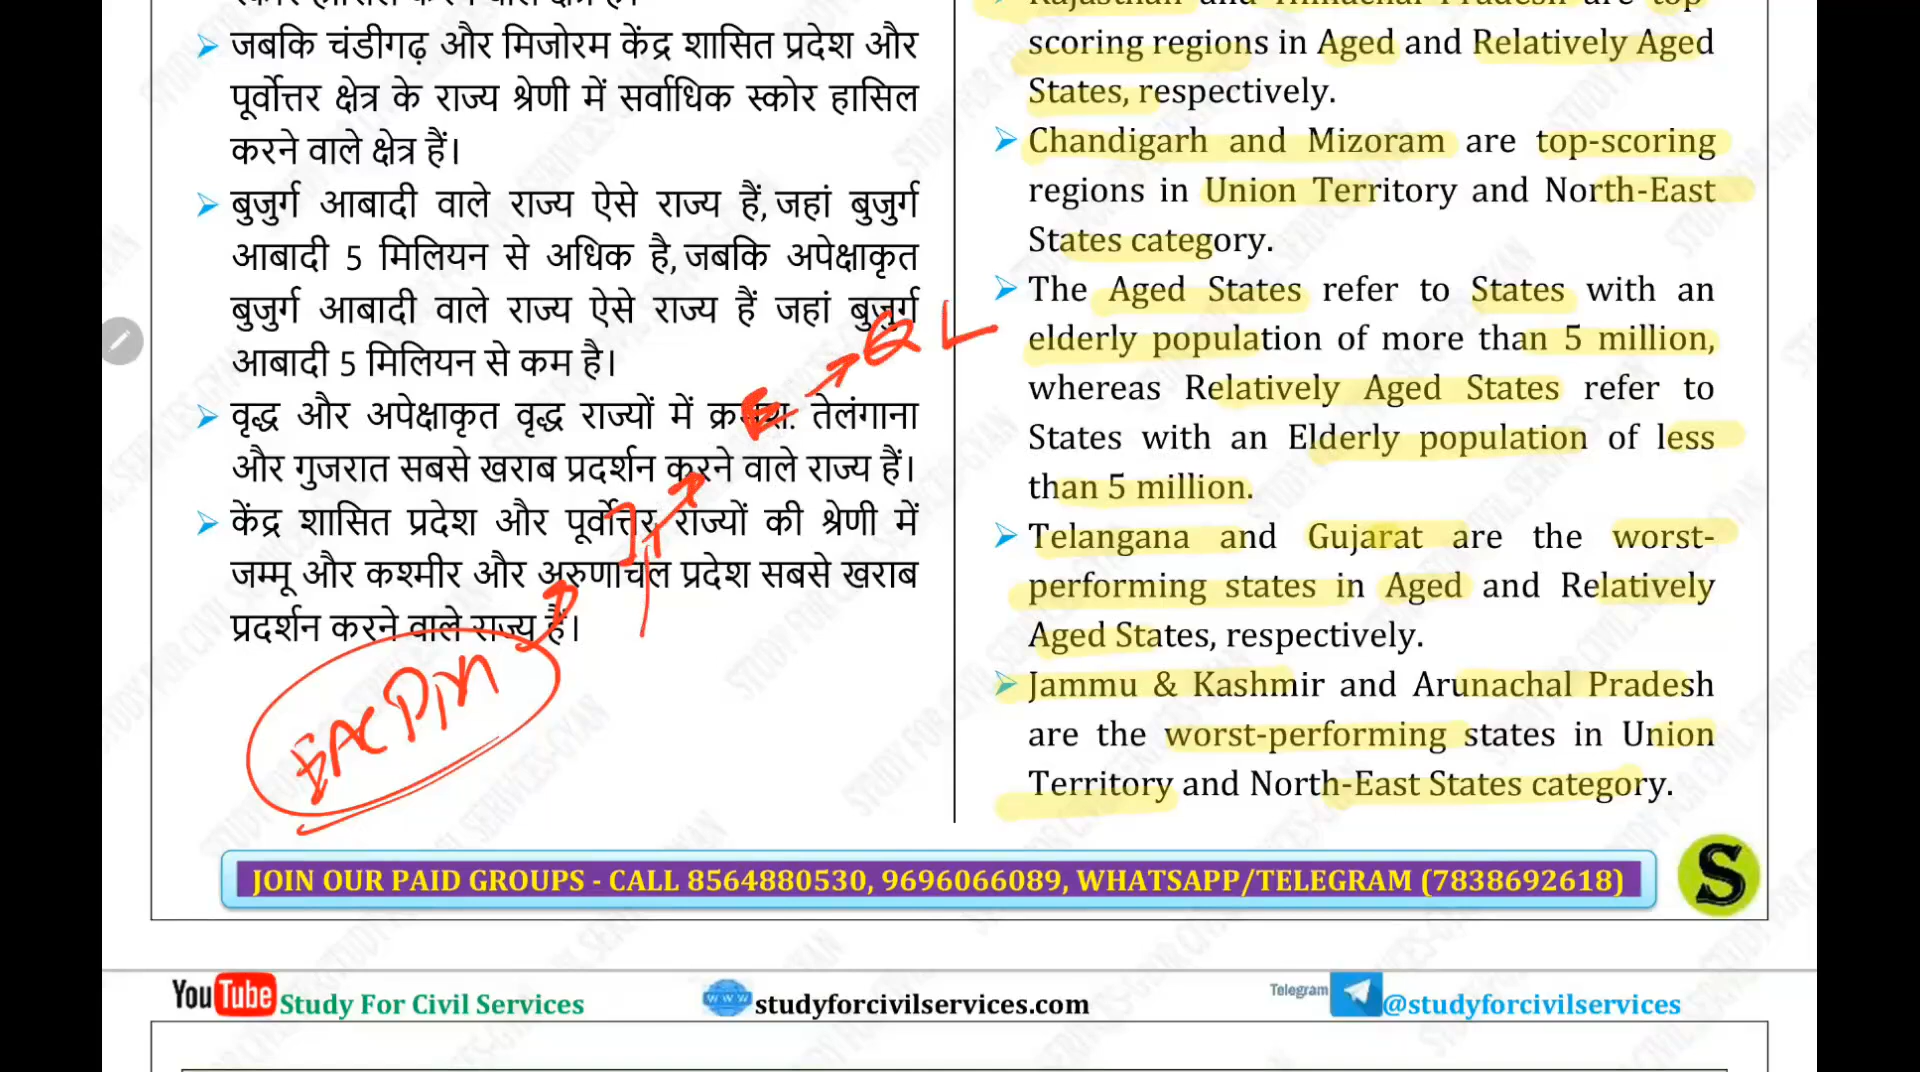 जबकि चंडीगढ़ और मिजोरम केंद्र शासित प्रदेश और
पूर्वोत्तर क्षेत्र के राज्य श्रेणी में सर्वाधिक स्कोर हासिल
करने वाले क्षेत्र हैं।
बुजुर्ग आबादी वाले राज्य ऐसे राज्य हैं, जहां बुजुर्ग
आबादी 5 मिलियन से अधिक है, जबकि अपेक्षाकृत
बुजुर्ग आबादी वाले राज्य ऐसे राज्य हैं जहां बुजुर्ग
आबादी 5 मिलियन से कम है।
वृद्ध और अपेक्षाकृत वृद्ध राज्यों में क्रमशः तेलंगाना
और गुजरात सबसे खराब प्रदर्शन करने वाले राज्य हैं।
केंद्र शासित प्रदेश और पूर्वोत्तर राज्यों की श्रेणी में
जम्मू और कश्मीर और अरुणाचल प्रदेश सबसे खराब
प्रदर्शन करने वाले राज्य हैं।
Rajasthan and Himachal Pradesh are top-
scoring regions in Aged and Relatively Aged
States, respectively.
Chandigarh and Mizoram are top-scoring
regions in Union Territory and North-East
States category.
The Aged States refer to States with an
elderly population of more than 5 million,
whereas Relatively Aged States refer to
States with an Elderly population of less
than 5 million.
Telangana and Gujarat are the worst-
performing states in Aged and Relatively
Aged States, respectively.
Jammu & Kashmir and Arunachal Pradesh
are the worst-performing states in Union
Territory and North-East States category.
JOIN OUR PAID GROUPS - CALL 8564880530, 9696066089, WHATSAPP/TELEGRAM (7838692618)
S
YouTube Study For Civil Services
www studyforcivilservices.com
Telegram @studyforcivilservices